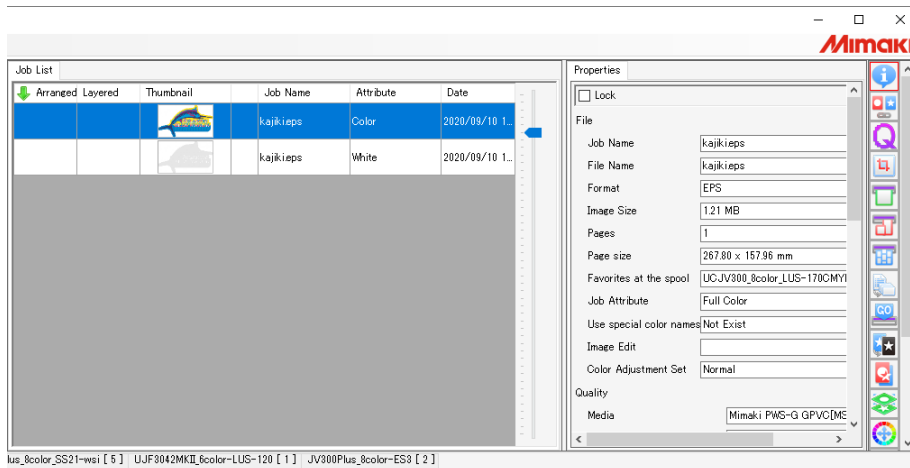 Mimaki
Job List
Arranged Layered Thumbnail Job Name Attribute Date
kajiki.eps Color 2020/09/10 1...
kajiki.eps White 2020/09/10 1...
Properties
Lock
File
Job Name kajiki.eps
File Name kajiki.eps
Format EPS
Image Size 1.21 MB
Pages 1
Page size 267.80 x 157.96 mm
Favorites at the spool UCJV300_8color_LUS-170CMY
Job Attribute Full Color
Use special color names Not Exist
Image Edit
Color Adjustment Set Normal
Quality
Media Mimaki PWS-G GPVC[MS
GO
lus_8color_SS21-wsi [ 5 ] UJF3042MKⅡ_6color-LUS-120 [ 1 ] JV300Plus_8color-ES3 [ 2 ]